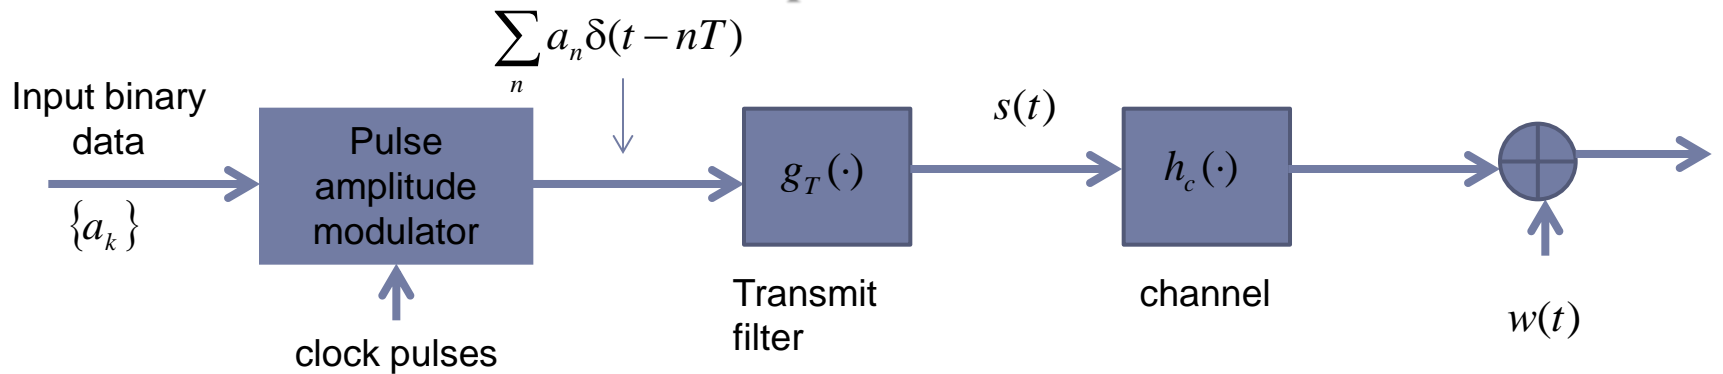 ∑ₙ aₙδ(t − nT)
Input binary
data
{aₖ}
Pulse
amplitude
modulator
clock pulses
g_T(·)
Transmit
filter
s(t)
h_c(·)
channel
w(t)